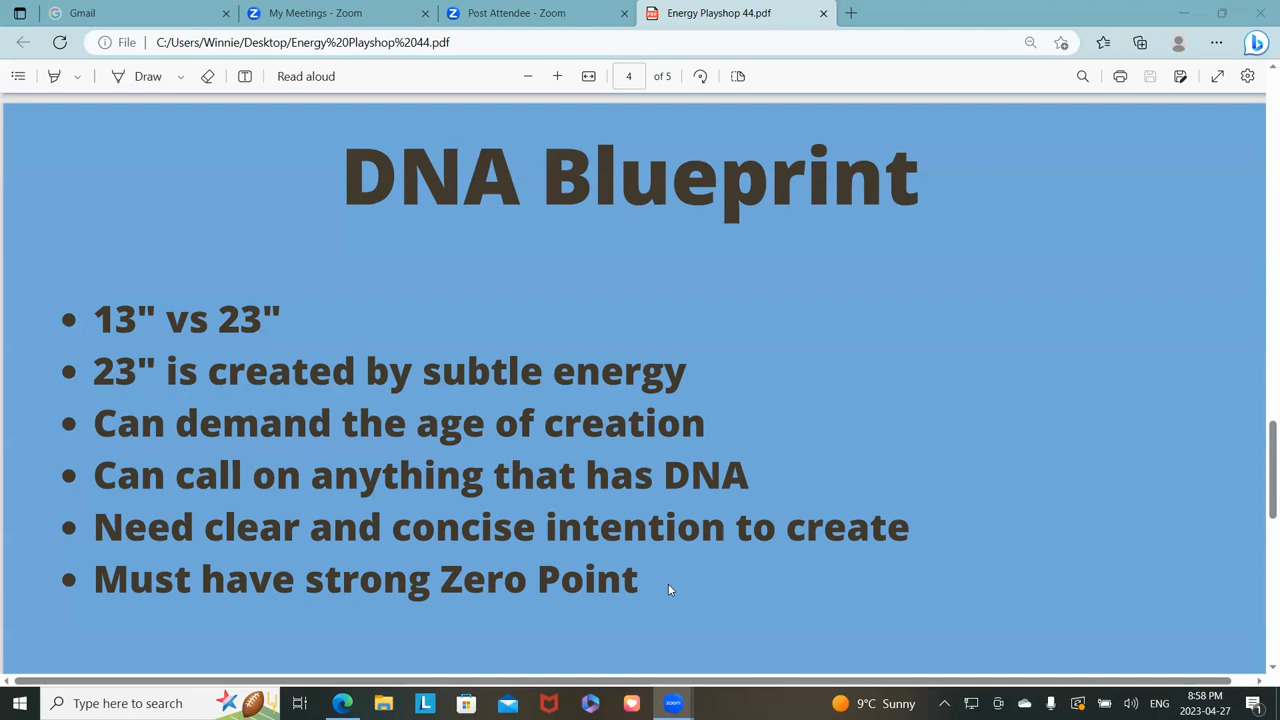 Gmail
My Meetings - Zoom
Post Attendee - Zoom
Energy Playshop 44.pdf
File
C:/Users/Winnie/Desktop/Energy%20Playshop%2044.pdf
Draw
Read aloud
4
of 5
DNA Blueprint
• 13" vs 23"
• 23" is created by subtle energy
• Can demand the age of creation
• Can call on anything that has DNA
• Need clear and concise intention to create
• Must have strong Zero Point
Type here to search
L
zoom
9°C Sunny
ENG
8:58 PM
2023-04-27
1